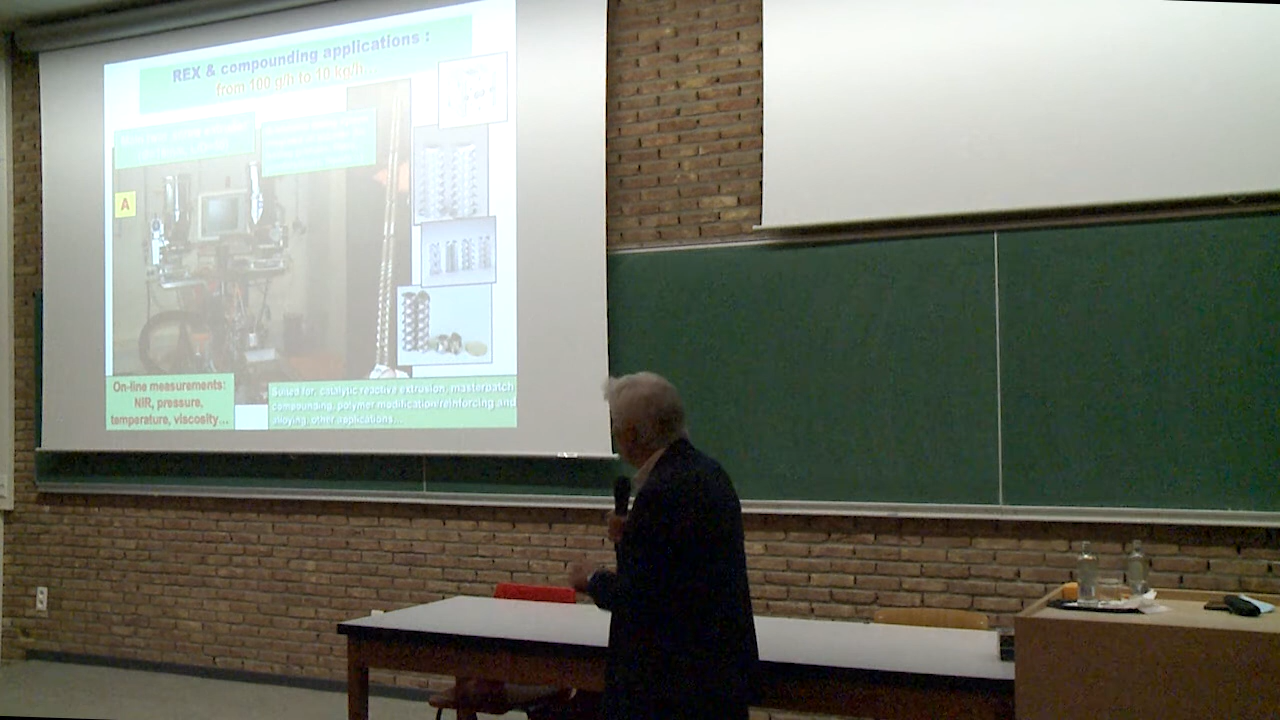 REX & compounding applications :
from 100 g/h to 10 kg/h...
A
On-line measurements:
NIR, pressure,
temperature, viscosity...
Suited for: catalytic reactive extrusion, masterbatch
compounding, polymer modification/reinforcing and
alloying, other applications...